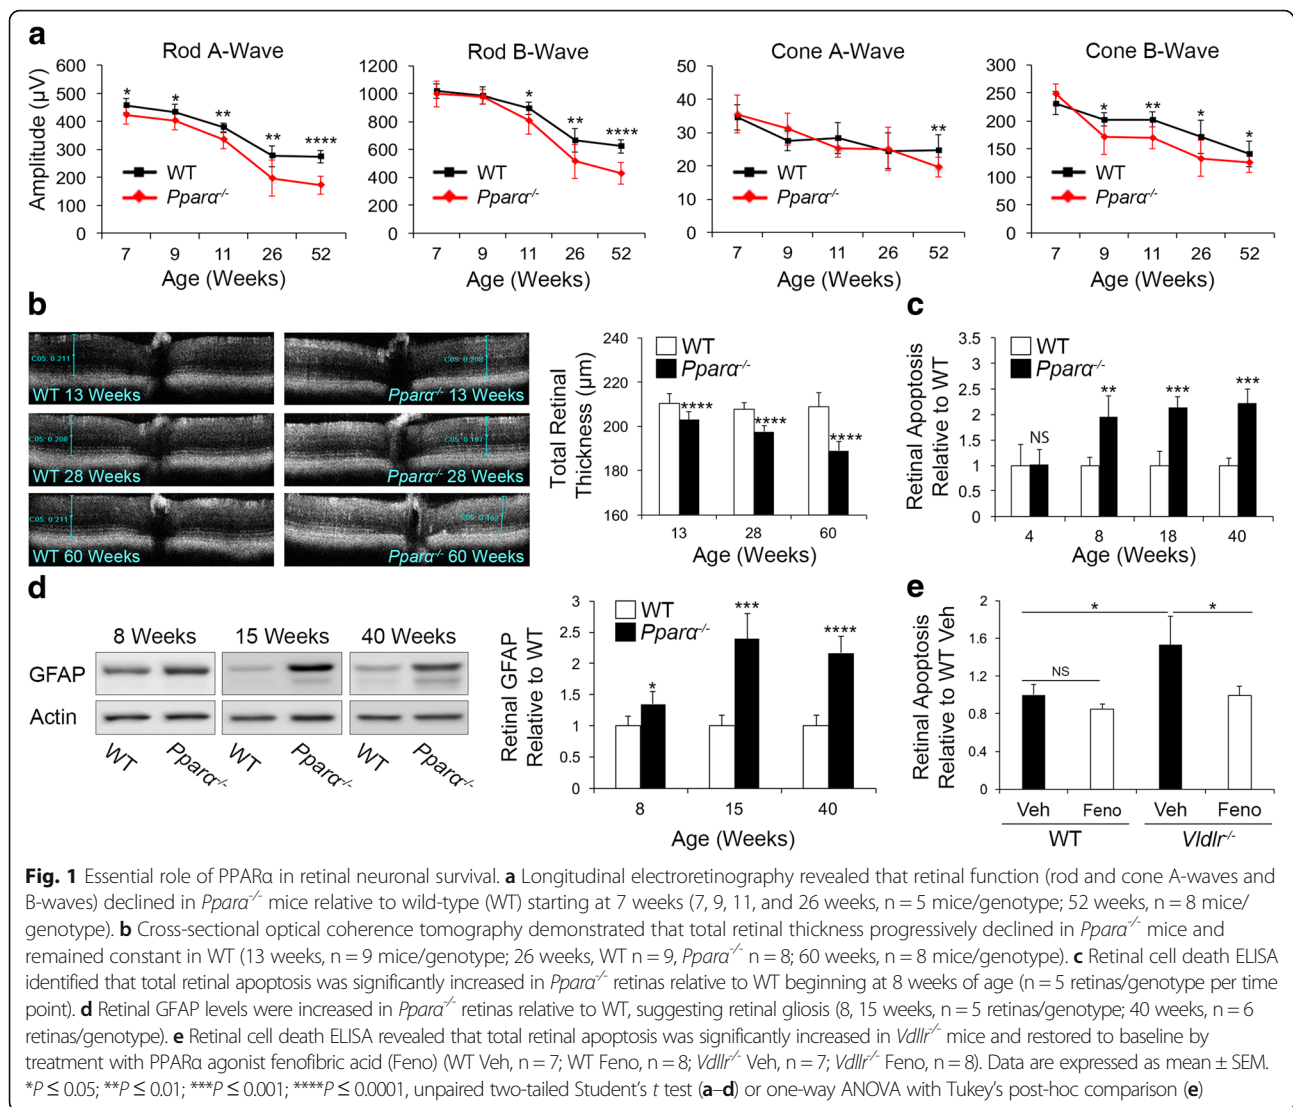 a
Rod A-Wave
Amplitude (µV)
600
500
400
300
200
100
0
* * ** ** ****
WT
Pparα-/-
7 9 11 26 52
Age (Weeks)
Rod B-Wave
1200
1000
800
600
400
200
0
* ** ****
WT
Pparα-/-
7 9 11 26 52
Age (Weeks)
Cone A-Wave
50
40
30
20
10
0
**
WT
Pparα-/-
7 9 11 26 52
Age (Weeks)
Cone B-Wave
300
250
200
150
100
50
0
* ** * *
WT
Pparα-/-
7 9 11 26 52
Age (Weeks)
b
C05: 0.211
WT 13 Weeks
C05: 0.208
Pparα-/- 13 Weeks
C05: 0.208
WT 28 Weeks
C05: 0.197
Pparα-/- 28 Weeks
C05: 0.211
WT 60 Weeks
C05: 0.192
Pparα-/- 60 Weeks
Total Retinal
Thickness (µm)
240
220
200
180
160
WT
Pparα-/-
**** **** ****
13 28 60
Age (Weeks)
c
Retinal Apoptosis
Relative to WT
3.5
3
2.5
2
1.5
1
0.5
0
WT
Pparα-/-
NS ** *** ***
4 8 18 40
Age (Weeks)
d
8 Weeks 15 Weeks 40 Weeks
GFAP
Actin
WT Pparα-/- WT Pparα-/- WT Pparα-/-
Retinal GFAP
Relative to WT
3
2.5
2
1.5
1
0.5
0
WT
Pparα-/-
* *** ****
8 15 40
Age (Weeks)
e
Retinal Apoptosis
Relative to WT Veh
2
1.6
1.2
0.8
0.4
0
* *
NS
Veh Feno Veh Feno
WT Vldlr-/-
Fig. 1 Essential role of PPARα in retinal neuronal survival. a Longitudinal electroretinography revealed that retinal function (rod and cone A-waves and
B-waves) declined in Pparα-/- mice relative to wild-type (WT) starting at 7 weeks (7, 9, 11, and 26 weeks, n = 5 mice/genotype; 52 weeks, n = 8 mice/
genotype). b Cross-sectional optical coherence tomography demonstrated that total retinal thickness progressively declined in Pparα-/- mice and
remained constant in WT (13 weeks, n = 9 mice/genotype; 26 weeks, WT n = 9, Pparα-/- n = 8; 60 weeks, n = 8 mice/genotype). c Retinal cell death ELISA
identified that total retinal apoptosis was significantly increased in Pparα-/- retinas relative to WT beginning at 8 weeks of age (n = 5 retinas/genotype per time
point). d Retinal GFAP levels were increased in Pparα-/- retinas relative to WT, suggesting retinal gliosis (8, 15 weeks, n = 5 retinas/genotype; 40 weeks, n = 6
retinas/genotype). e Retinal cell death ELISA revealed that total retinal apoptosis was significantly increased in Vdllr-/- mice and restored to baseline by
treatment with PPARα agonist fenofibric acid (Feno) (WT Veh, n = 7; WT Feno, n = 8; Vldlr-/- Veh, n = 7; Vldlr-/- Feno, n = 8). Data are expressed as mean ± SEM.
*P ≤ 0.05; **P ≤ 0.01; ***P ≤ 0.001; ****P ≤ 0.0001, unpaired two-tailed Student's t test (a–d) or one-way ANOVA with Tukey's post-hoc comparison (e)